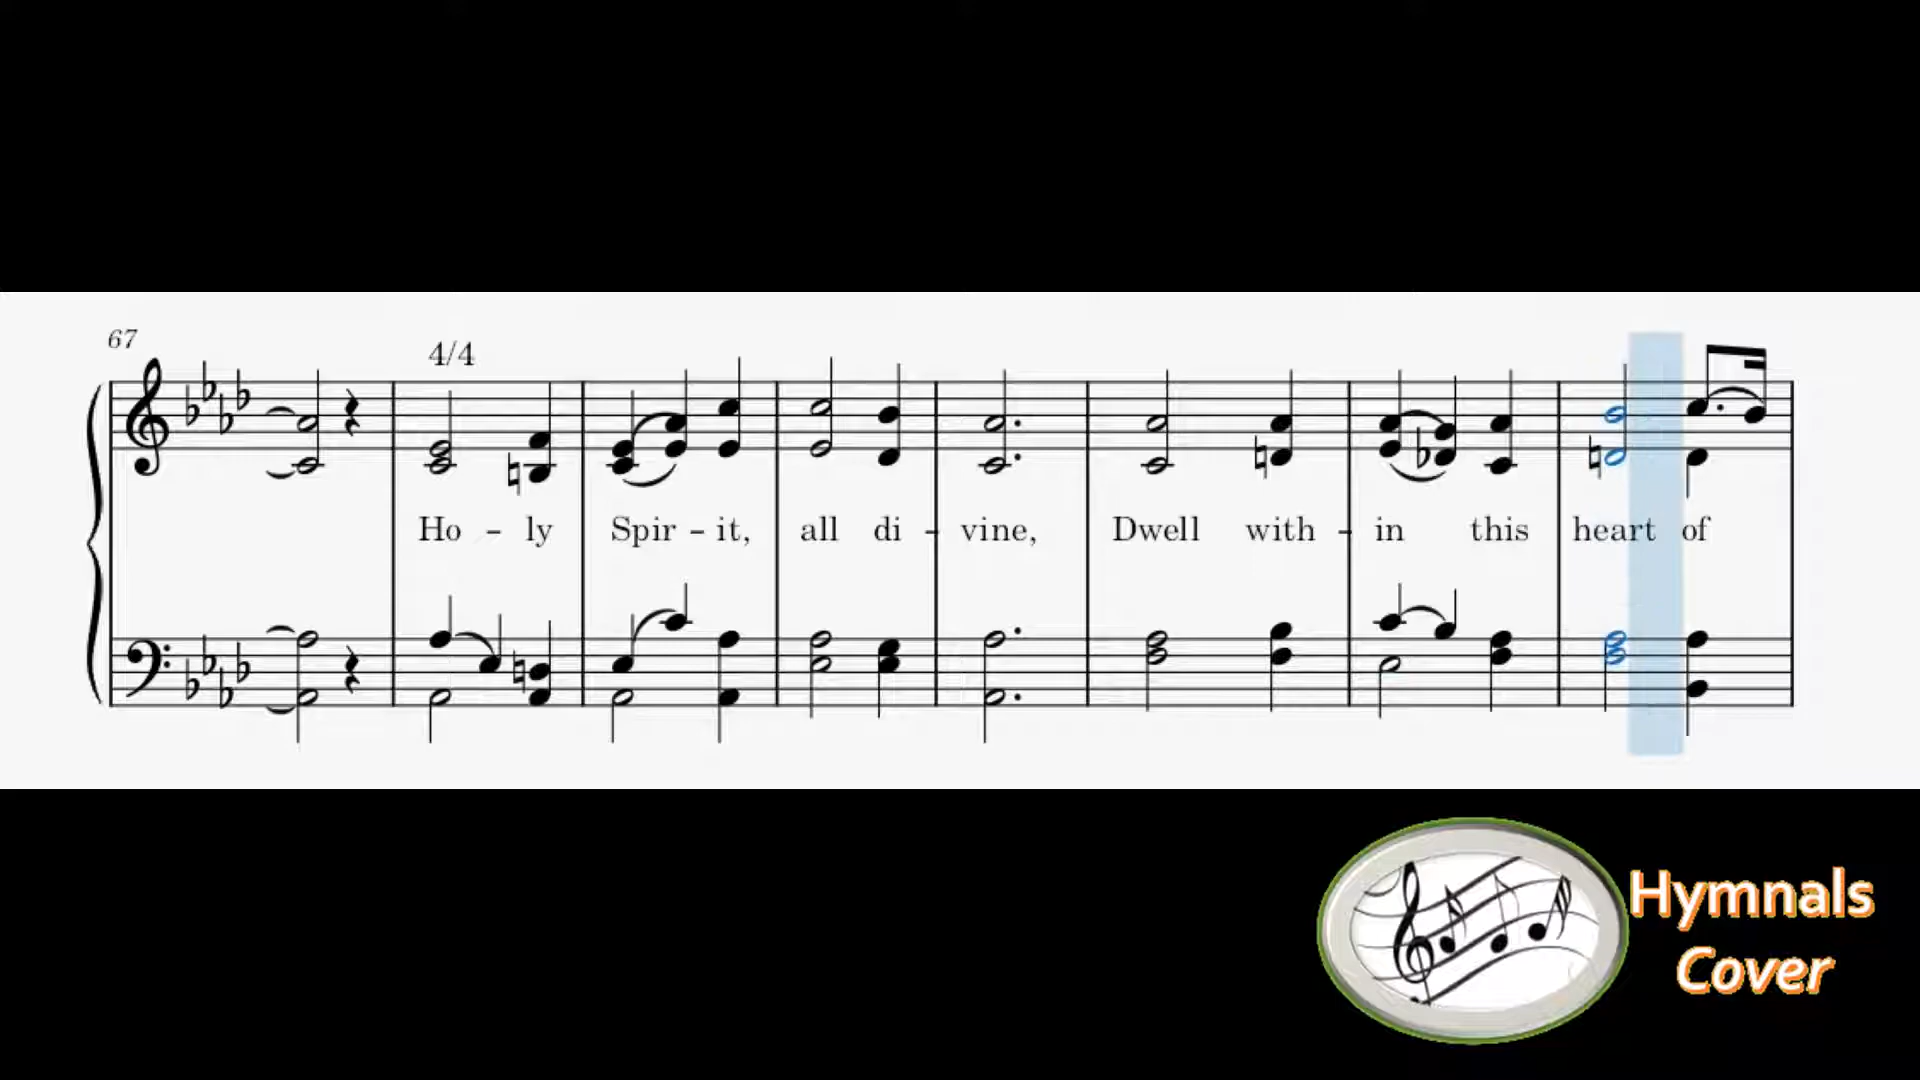 67
4/4
Ho - ly Spir - it, all di - vine, Dwell with - in this heart of
Hymnals
Cover